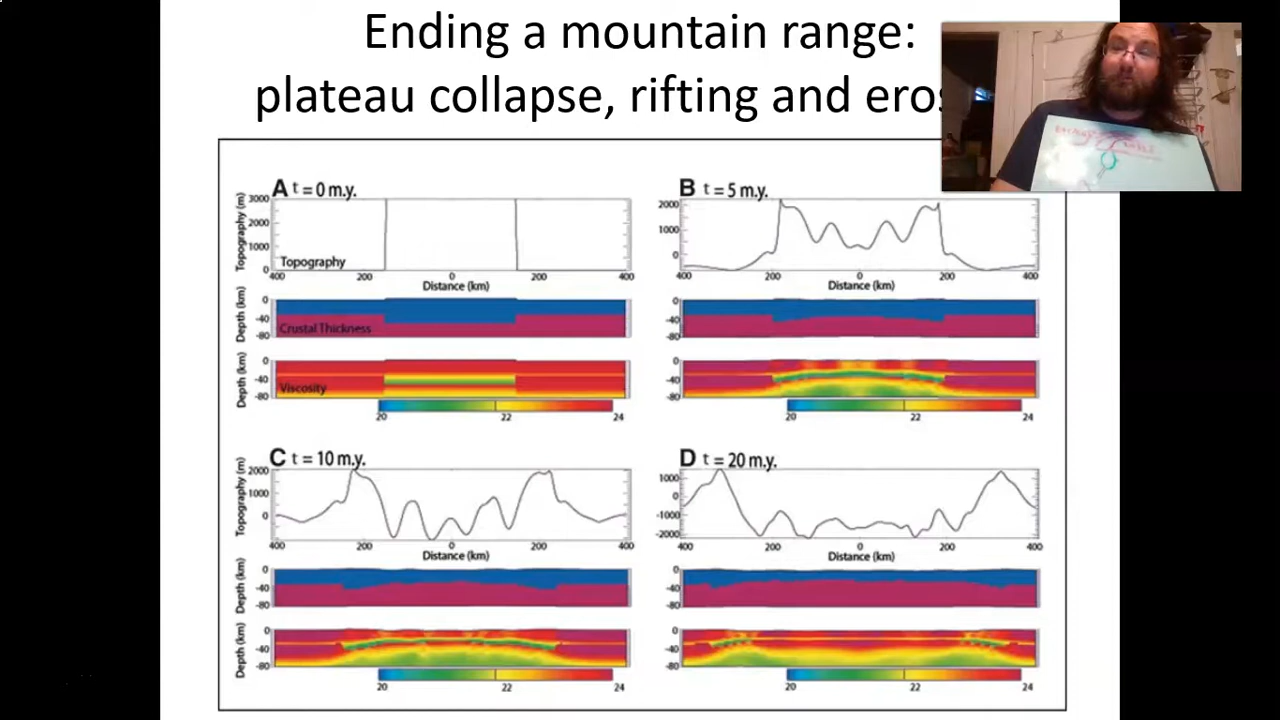 Ending a mountain range:
plateau collapse, rifting and eros
A t = 0 m.y.
Topography (m)
3000
2000
1000
0
Topography
400 200 0 200 400
Distance (km)
Depth (km)
0
-40
-80
Crustal Thickness
Depth (km)
0
-40
-80
Viscosity
20 22 24
B t = 5 m.y.
2000
1000
0
400 200 0 200 400
Distance (km)
0
-40
-80
0
-40
-80
20 22 24
C t = 10 m.y.
Topography (m)
2000
1000
0
400 200 0 200 400
Distance (km)
Depth (km)
0
-40
-80
Depth (km)
0
-40
-80
20 22 24
D t = 20 m.y.
1000
0
-1000
-2000
400 200 0 200 400
Distance (km)
0
-40
-80
0
-40
-80
20 22 24